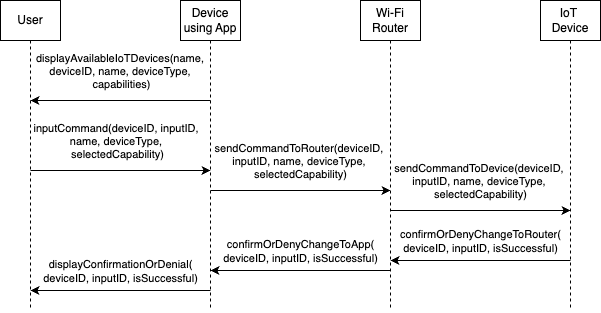 User
Device
using App
Wi-Fi
Router
IoT
Device
displayAvailableIoTDevices(name,
deviceID, name, deviceType,
capabilities)
inputCommand(deviceID, inputID,
name, deviceType,
selectedCapability)
sendCommandToRouter(deviceID,
inputID, name, deviceType,
selectedCapability)
sendCommandToDevice(deviceID,
inputID, name, deviceType,
selectedCapability)
confirmOrDenyChangeToRouter(
deviceID, inputID, isSuccessful)
confirmOrDenyChangeToApp(
deviceID, inputID, isSuccessful)
displayConfirmationOrDenial(
deviceID, inputID, isSuccessful)